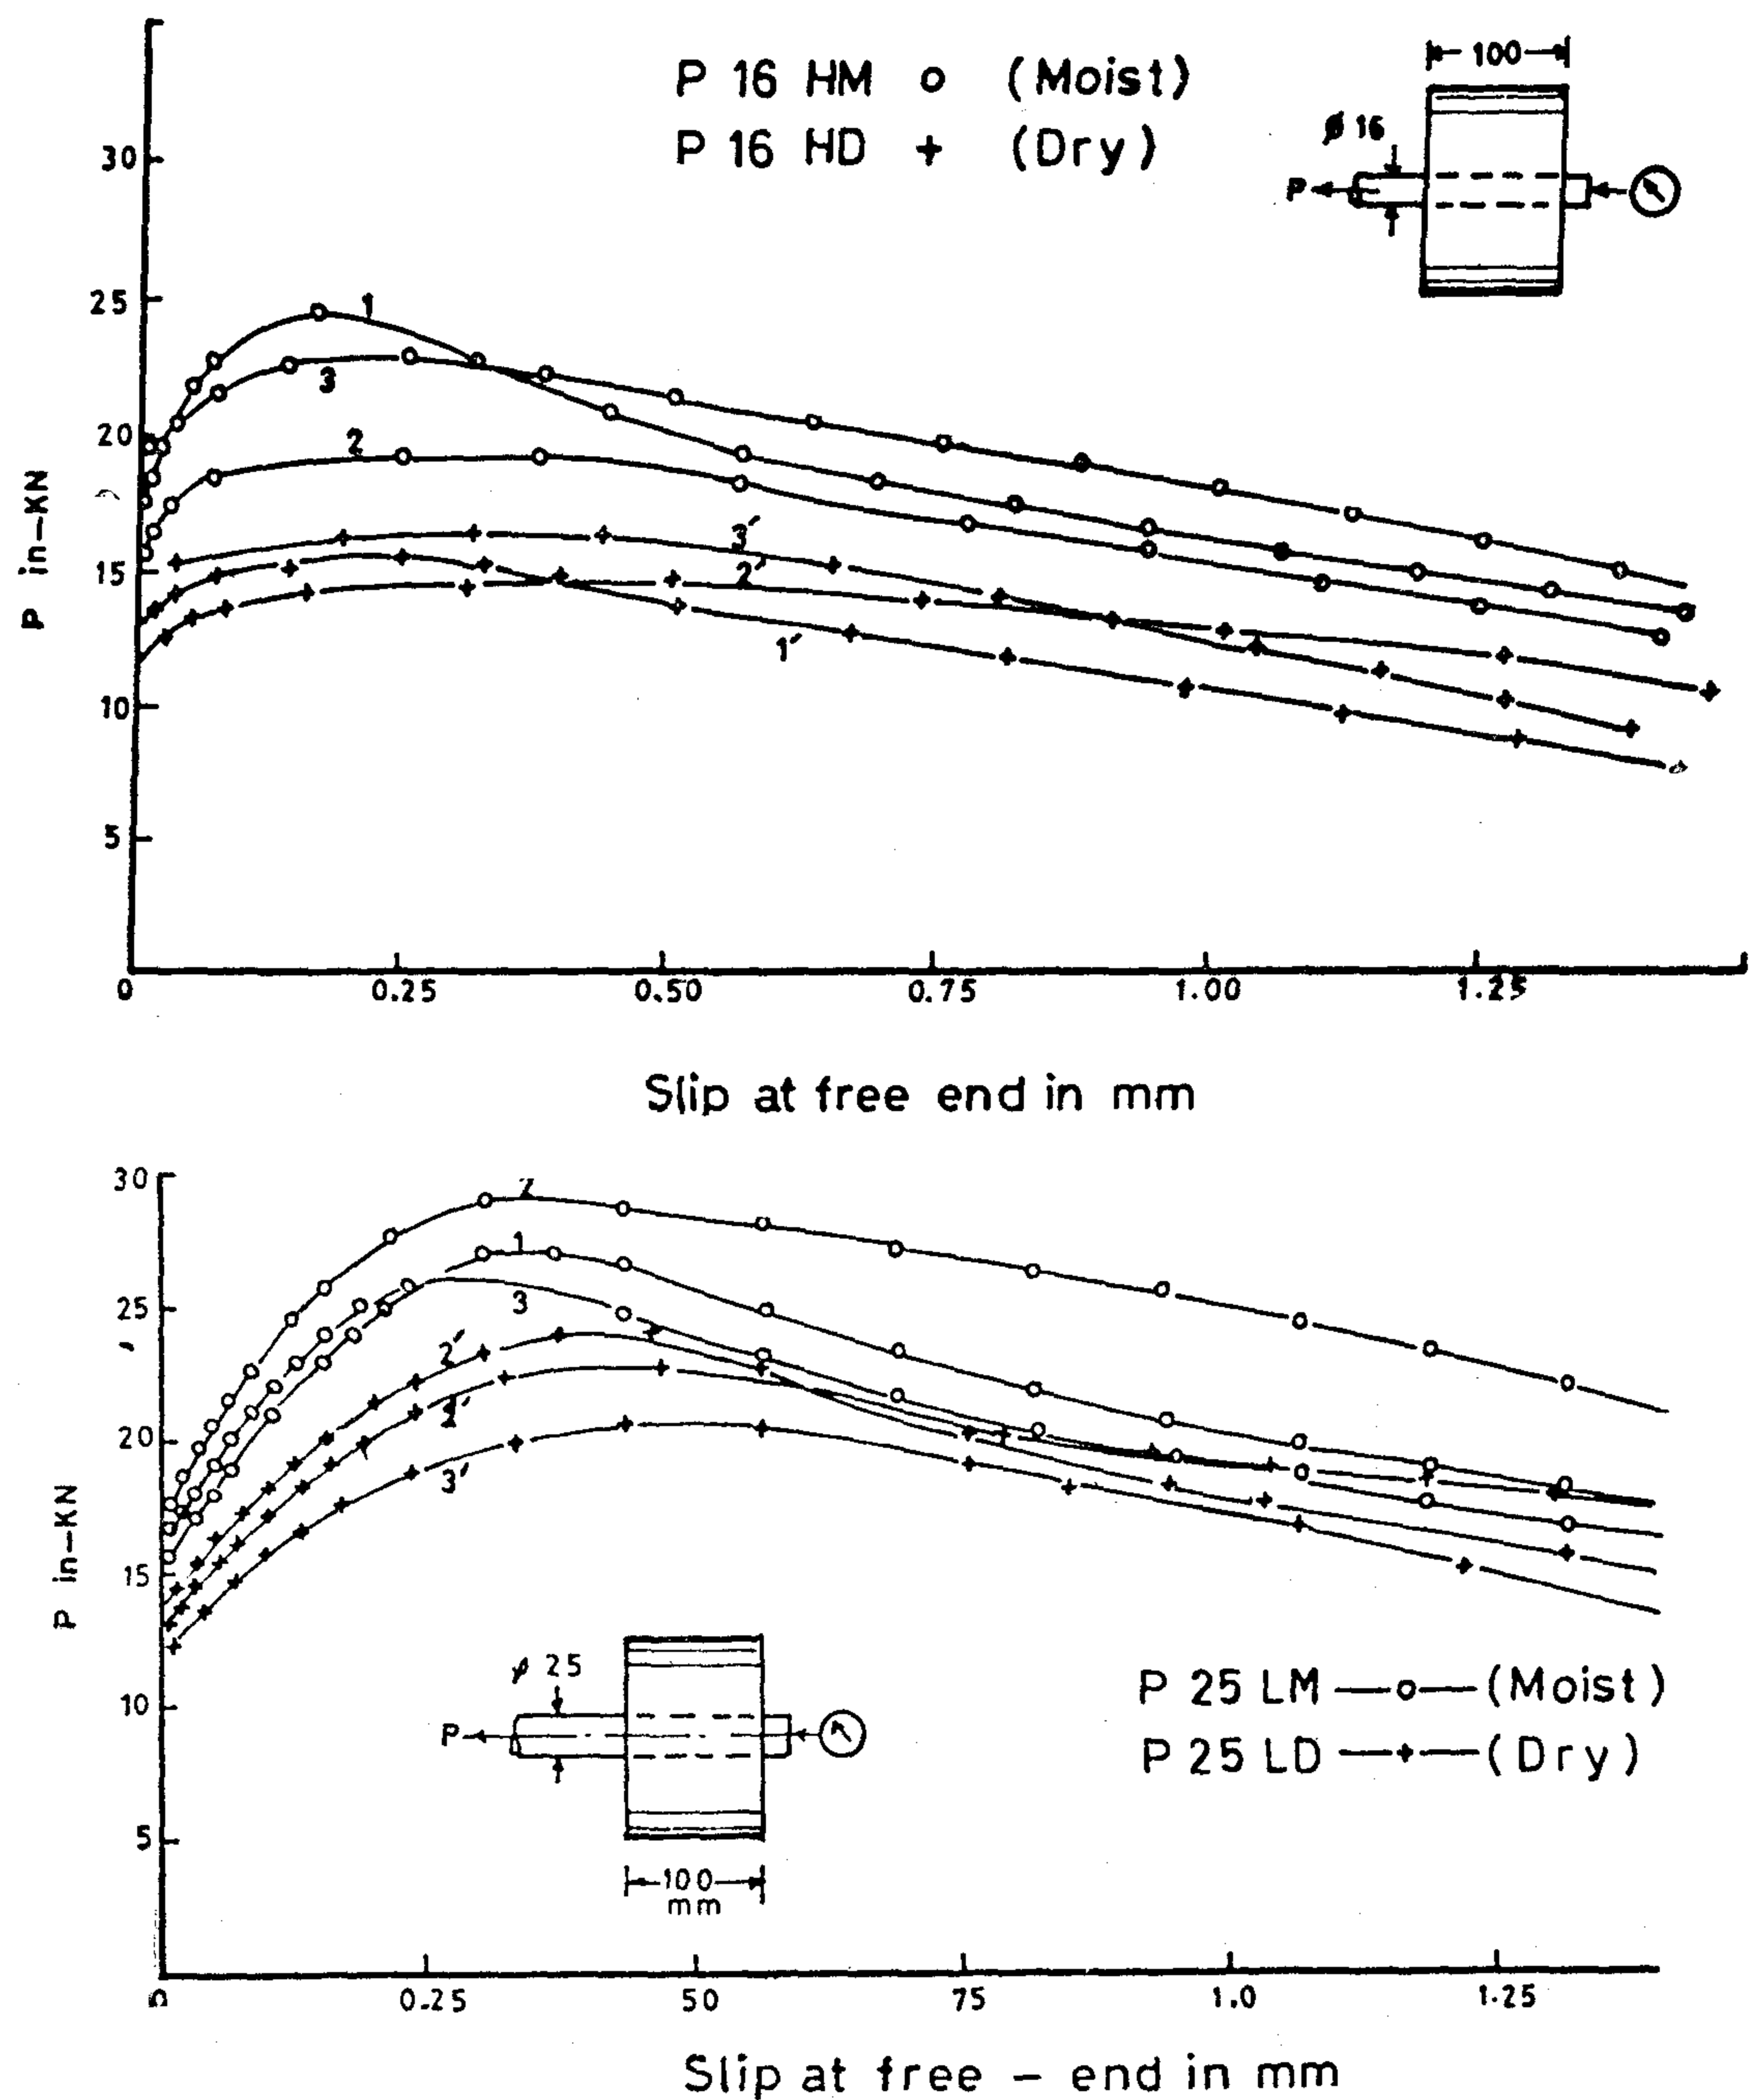 P 16 HM o (Moist)
P 16 HD + (Dry)
100
ø 16
P
30
25
20
15
10
5
P in-KN
1
3
2
3'
2'
1'
0 0.25 0.50 0.75 1.00 1.25
Slip at free end in mm
30
25
20
15
10
5
P in-KN
2
1
3
2'
1'
3'
ø 25
P
100
mm
P 25 LM —o— (Moist)
P 25 LD —+— (Dry)
0 0.25 50 75 1.0 1.25
Slip at free - end in mm